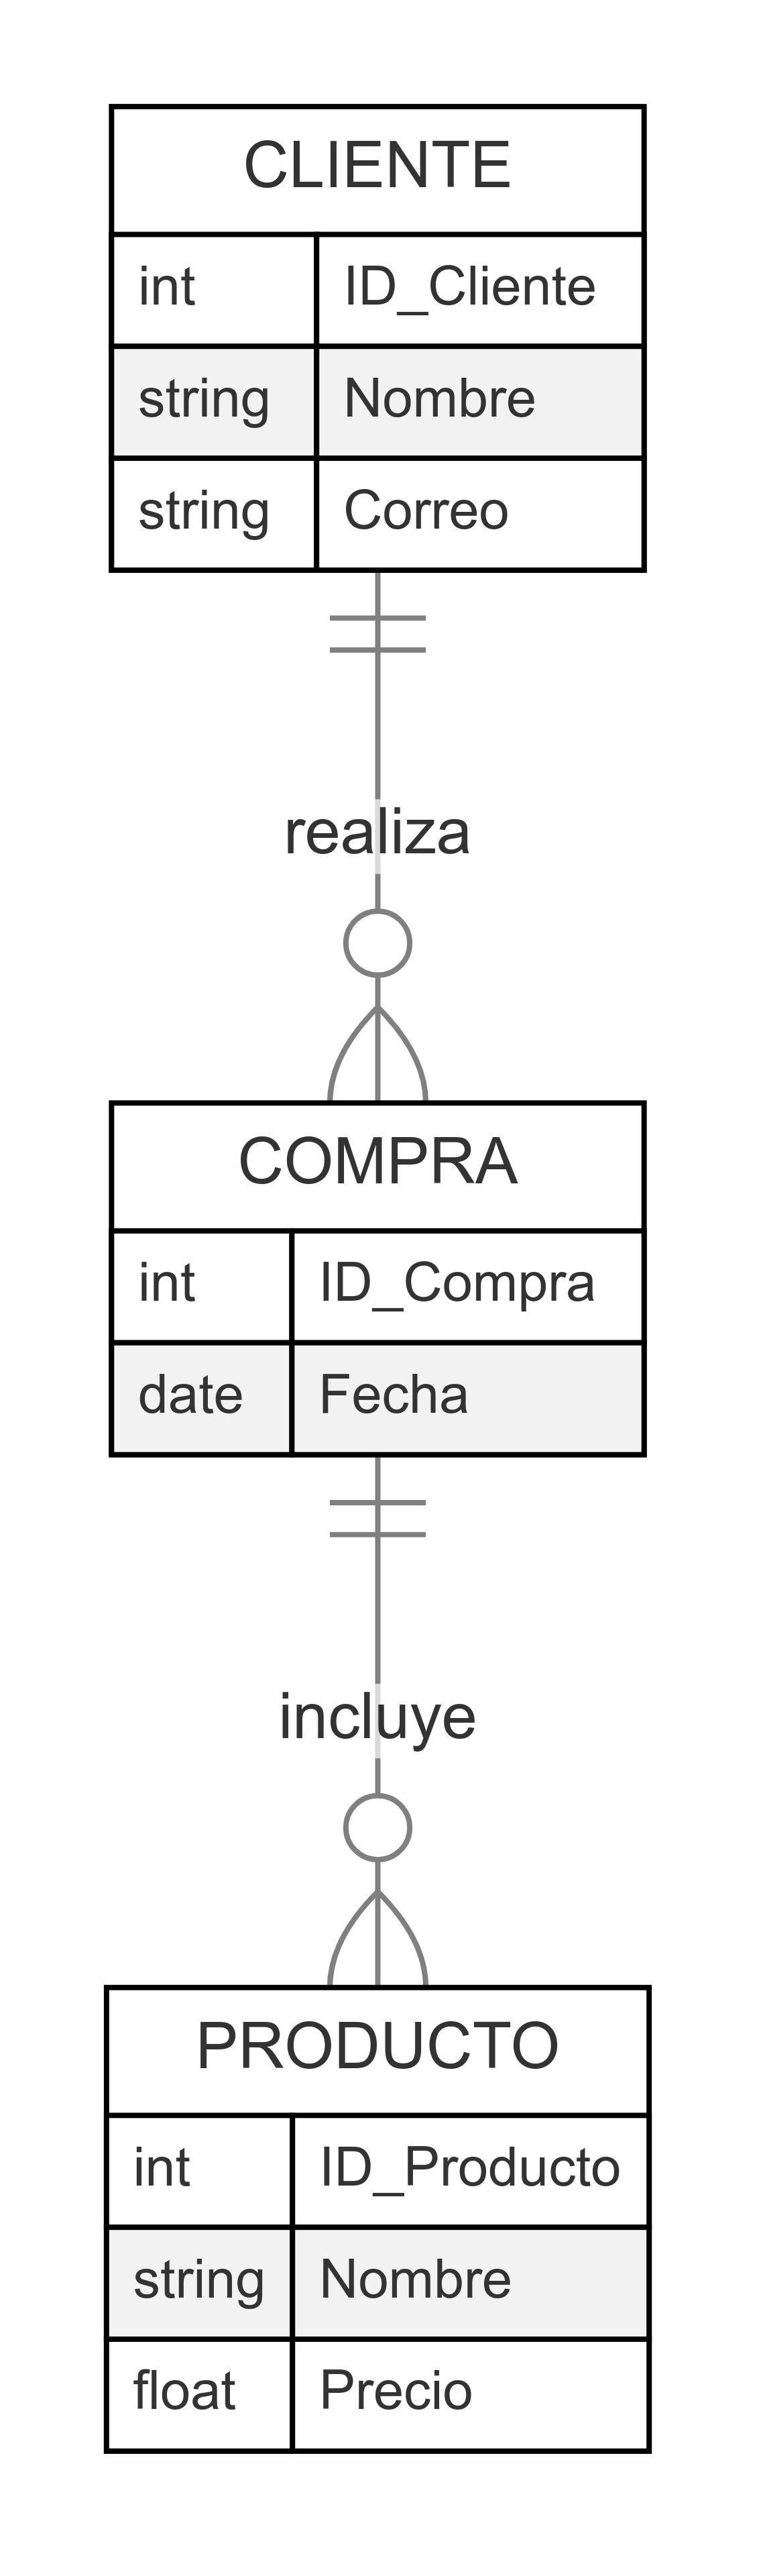 CLIENTE
int ID_Cliente
string Nombre
string Correo
realiza
COMPRA
int ID_Compra
date Fecha
incluye
PRODUCTO
int ID_Producto
string Nombre
float Precio